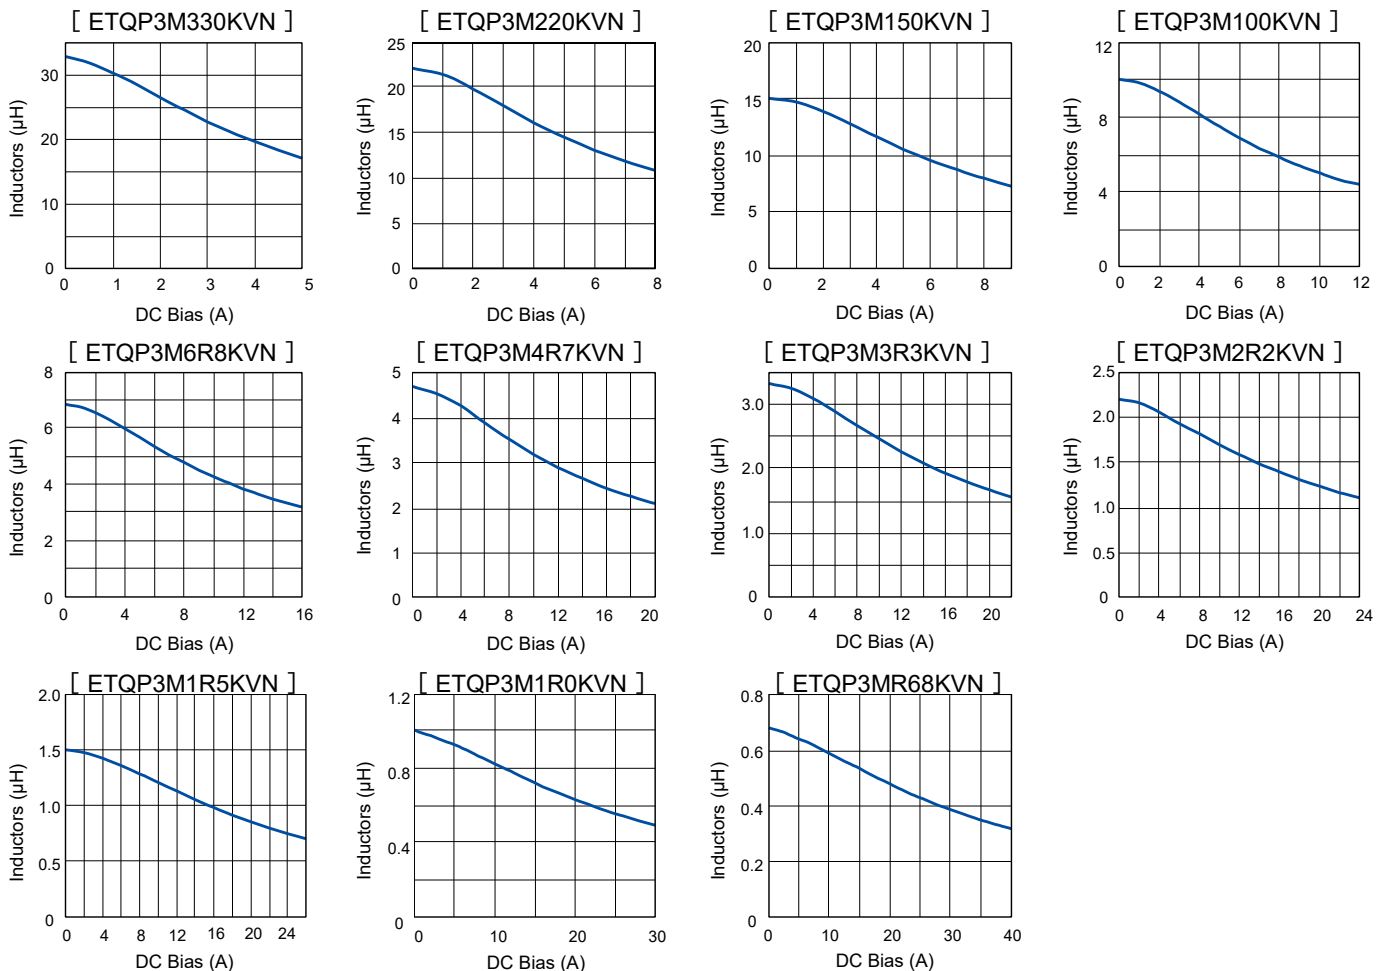 [ ETQP3M330KVN ]
Inductors (μH)
30
20
10
0
0 1 2 3 4 5
DC Bias (A)
[ ETQP3M220KVN ]
Inductors (μH)
25
20
15
10
5
0
0 2 4 6 8
DC Bias (A)
[ ETQP3M150KVN ]
Inductors (μH)
20
15
10
5
0
0 2 4 6 8
DC Bias (A)
[ ETQP3M100KVN ]
Inductors (μH)
12
8
4
0
0 2 4 6 8 10 12
DC Bias (A)
[ ETQP3M6R8KVN ]
Inductors (μH)
8
6
4
2
0
0 4 8 12 16
DC Bias (A)
[ ETQP3M4R7KVN ]
Inductors (μH)
5
4
3
2
1
0
0 4 8 12 16 20
DC Bias (A)
[ ETQP3M3R3KVN ]
Inductors (μH)
3.0
2.0
1.0
0
0 4 8 12 16 20
DC Bias (A)
[ ETQP3M2R2KVN ]
Inductors (μH)
2.5
2.0
1.5
1.0
0.5
0
0 4 8 12 16 20 24
DC Bias (A)
[ ETQP3M1R5KVN ]
Inductors (μH)
2.0
1.5
1.0
0.5
0
0 4 8 12 16 20 24
DC Bias (A)
[ ETQP3M1R0KVN ]
Inductors (μH)
1.2
0.8
0.4
0
0 10 20 30
DC Bias (A)
[ ETQP3MR68KVN ]
Inductors (μH)
0.8
0.6
0.4
0.2
0
0 10 20 30 40
DC Bias (A)